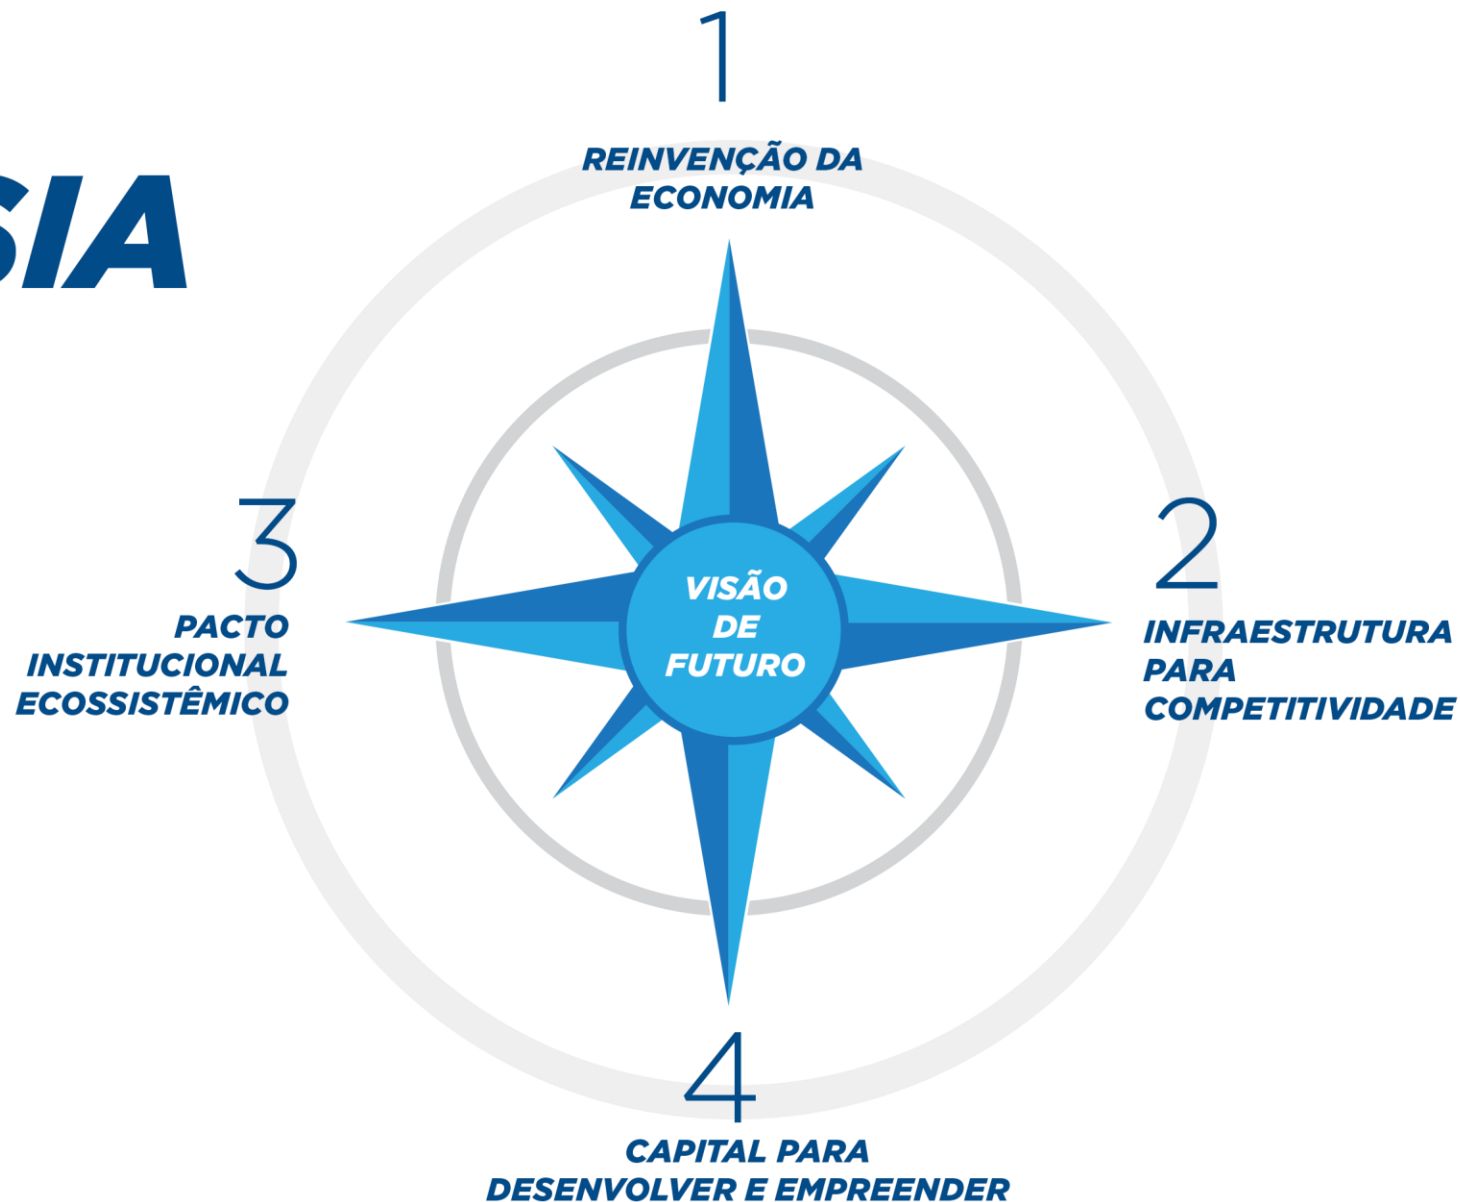 1
REINVENÇÃO DA
ECONOMIA
SIA
3
PACTO
INSTITUCIONAL
ECOSSISTÊMICO
VISÃO
DE
FUTURO
2
INFRAESTRUTURA
PARA
COMPETITIVIDADE
4
CAPITAL PARA
DESENVOLVER E EMPREENDER